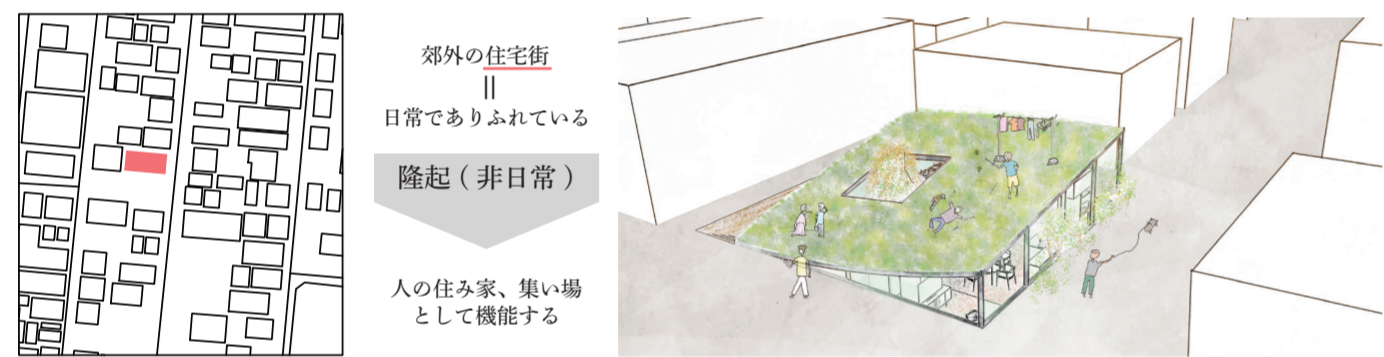 郊外の住宅街
||
日常でありふれている
隆起 ( 非日常 )
人の住み家、集い場
として機能する